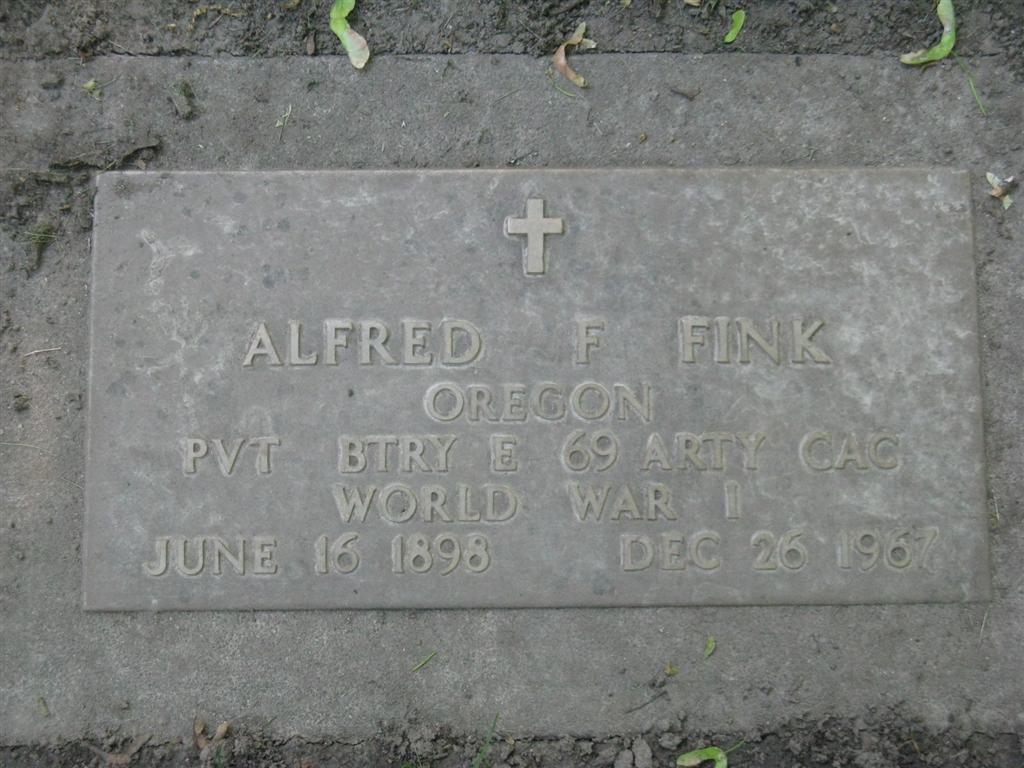 ALFRED F FINK
OREGON
PVT BTRY E 69 ARTY CAC
WORLD WAR I
JUNE 16 1898 DEC 26 1967